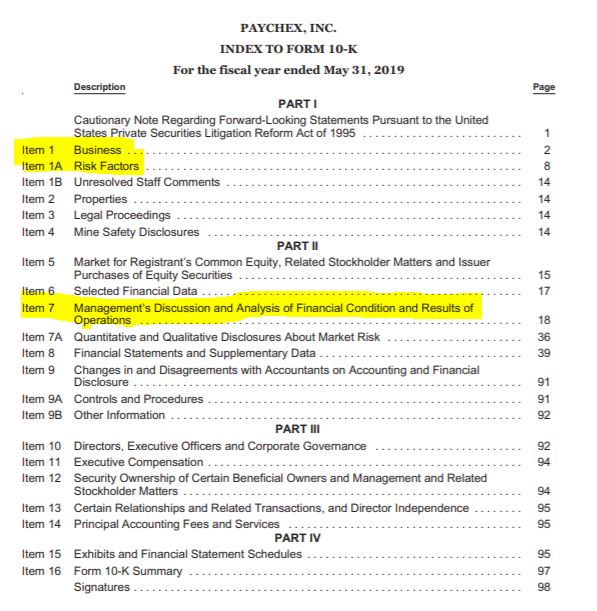 PAYCHEX, INC.
INDEX TO FORM 10-K
For the fiscal year ended May 31, 2019
Description Page
PART I
Cautionary Note Regarding Forward-Looking Statements Pursuant to the United
States Private Securities Litigation Reform Act of 1995 . . . . . . . . . . . . . . . . . . . . . . . . . . 1
Item 1 Business . . . . . . . . . . . . . . . . . . . . . . . . . . . . . . 2
Item 1A Risk Factors . . . . . . . . . . . . . . . . . . . . . . . . . . . . . . 8
Item 1B Unresolved Staff Comments . . . . . . . . . . . . . . . . . . . . . . . . . . . . . . 14
Item 2 Properties . . . . . . . . . . . . . . . . . . . . . . . . . . . . . . 14
Item 3 Legal Proceedings . . . . . . . . . . . . . . . . . . . . . . . . . . . . . . 14
Item 4 Mine Safety Disclosures . . . . . . . . . . . . . . . . . . . . . . . . . . . . . . 14
PART II
Item 5 Market for Registrant's Common Equity, Related Stockholder Matters and Issuer
Purchases of Equity Securities . . . . . . . . . . . . . . . . . . . . . . . . . . . . . . 15
Item 6 Selected Financial Data . . . . . . . . . . . . . . . . . . . . . . . . . . . . . . 17
Item 7 Management's Discussion and Analysis of Financial Condition and Results of
Operations . . . . . . . . . . . . . . . . . . . . . . . . . . . . . . 18
Item 7A Quantitative and Qualitative Disclosures About Market Risk . . . . . . . . . . . . . . . . . . . . . . . 36
Item 8 Financial Statements and Supplementary Data . . . . . . . . . . . . . . . . . . . . . . . . . . . . . . 39
Item 9 Changes in and Disagreements with Accountants on Accounting and Financial
Disclosure . . . . . . . . . . . . . . . . . . . . . . . . . . . . . . 91
Item 9A Controls and Procedures . . . . . . . . . . . . . . . . . . . . . . . . . . . . . . 91
Item 9B Other Information . . . . . . . . . . . . . . . . . . . . . . . . . . . . . . 92
PART III
Item 10 Directors, Executive Officers and Corporate Governance . . . . . . . . . . . . . . . . . . . . . . . . . 92
Item 11 Executive Compensation . . . . . . . . . . . . . . . . . . . . . . . . . . . . . . 94
Item 12 Security Ownership of Certain Beneficial Owners and Management and Related
Stockholder Matters . . . . . . . . . . . . . . . . . . . . . . . . . . . . . . 94
Item 13 Certain Relationships and Related Transactions, and Director Independence . . . . . . . . 95
Item 14 Principal Accounting Fees and Services . . . . . . . . . . . . . . . . . . . . . . . . . . . . . . 95
PART IV
Item 15 Exhibits and Financial Statement Schedules . . . . . . . . . . . . . . . . . . . . . . . . . . . . . . 95
Item 16 Form 10-K Summary . . . . . . . . . . . . . . . . . . . . . . . . . . . . . . 97
Signatures . . . . . . . . . . . . . . . . . . . . . . . . . . . . . . 98